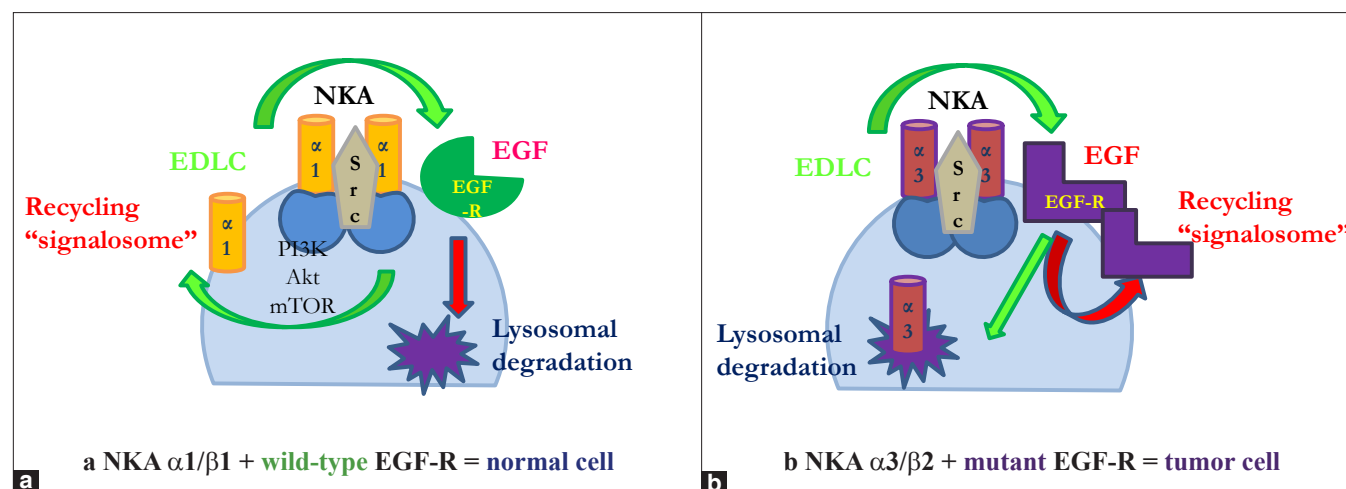 NKA
EDLC
α
1
S
r
c
α
1
EGF
EGF
-R
Recycling
“signalosome”
α
1
PI3K
Akt
mTOR
Lysosomal
degradation
a NKA α1/β1 + wild-type EGF-R = normal cell
a
NKA
EDLC
α
3
S
r
c
α
3
EGF
EGF-R
Recycling
“signalosome”
α
3
Lysosomal
degradation
b NKA α3/β2 + mutant EGF-R = tumor cell
b